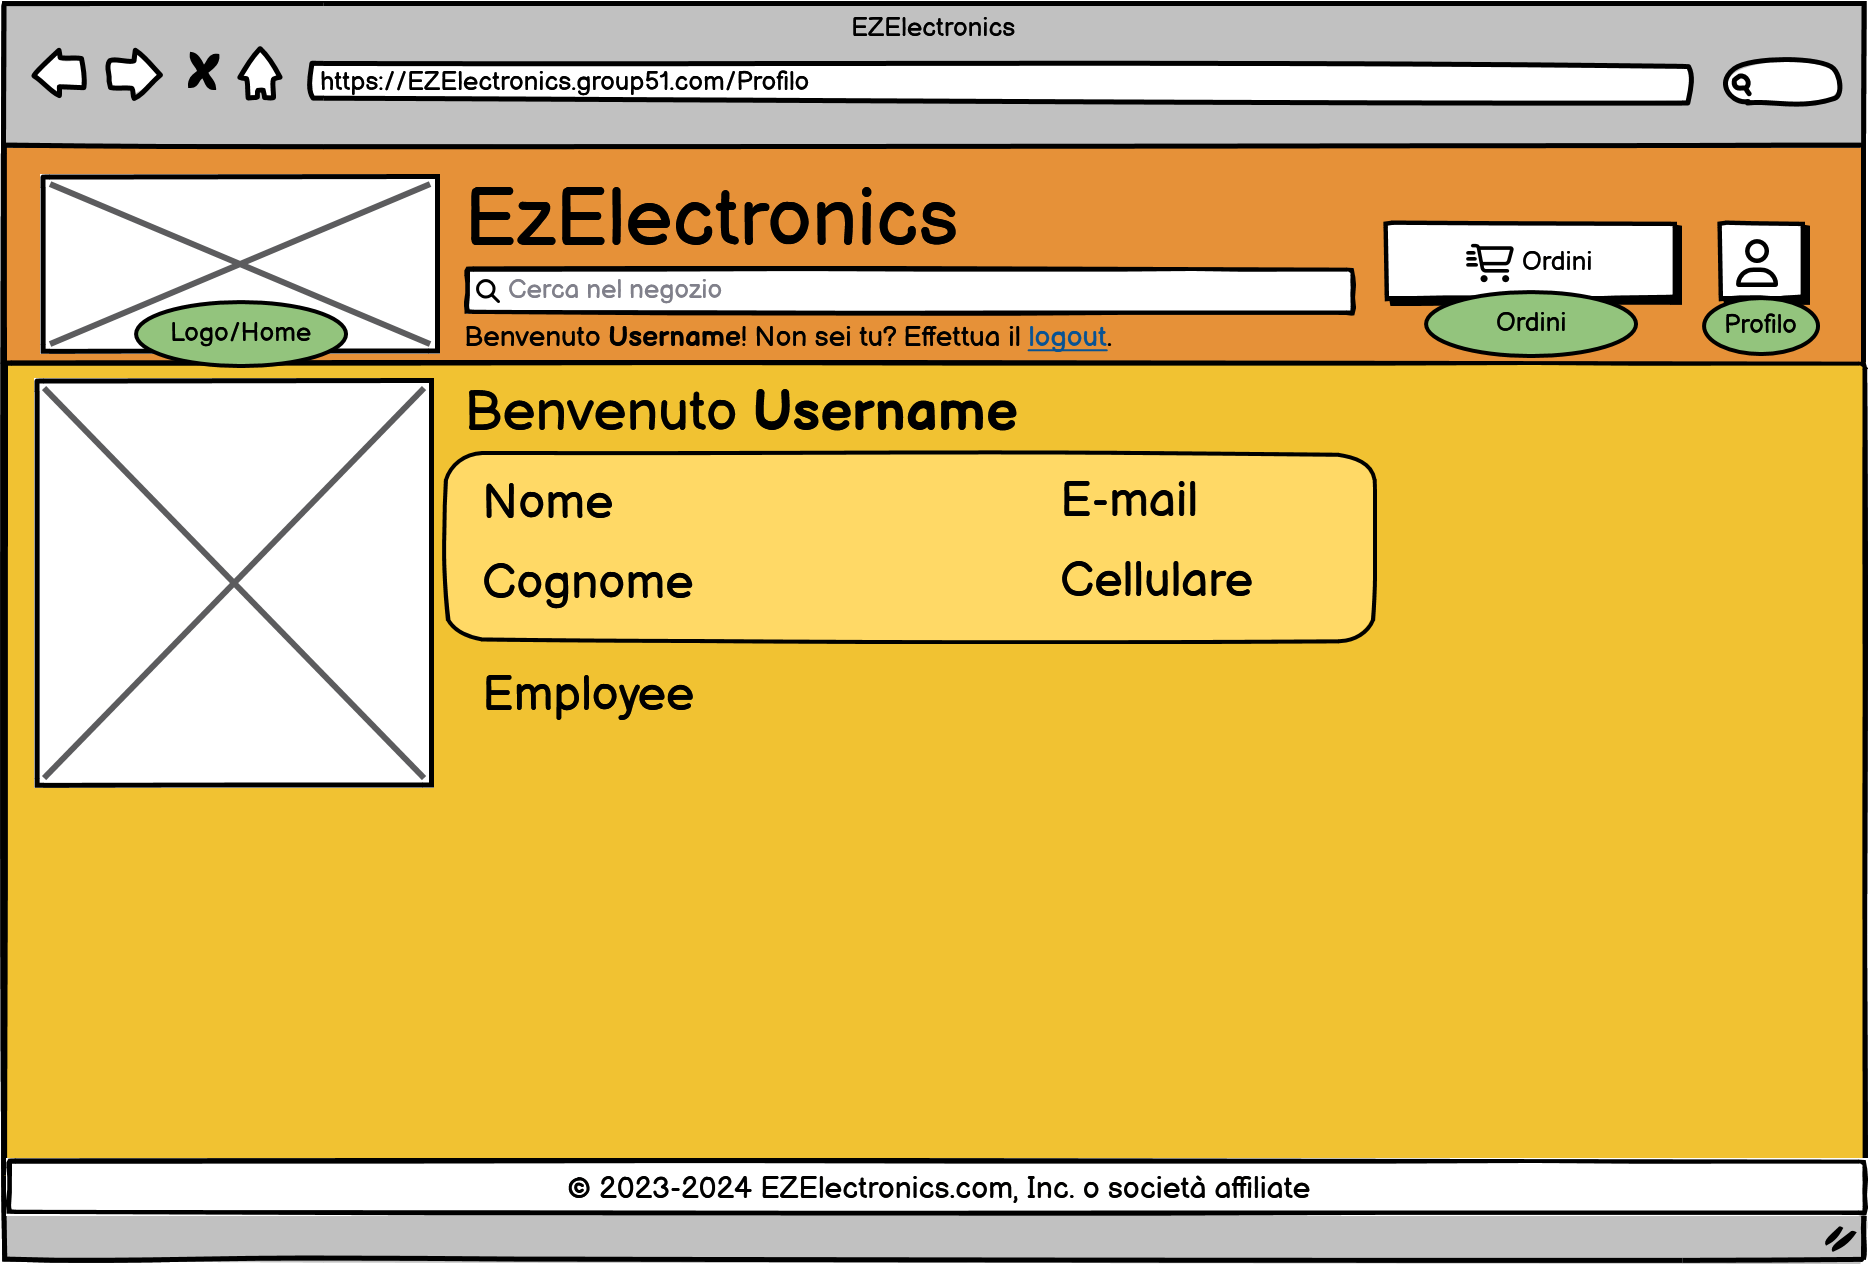 EZElectronics
https://EZElectronics.group51.com/Profilo
EzElectronics
Cerca nel negozio
Benvenuto Username! Non sei tu? Effettua il logout.
Logo/Home
Ordini
Ordini
Profilo
Benvenuto Username
Nome
E-mail
Cognome
Cellulare
Employee
© 2023-2024 EZElectronics.com, Inc. o società affiliate